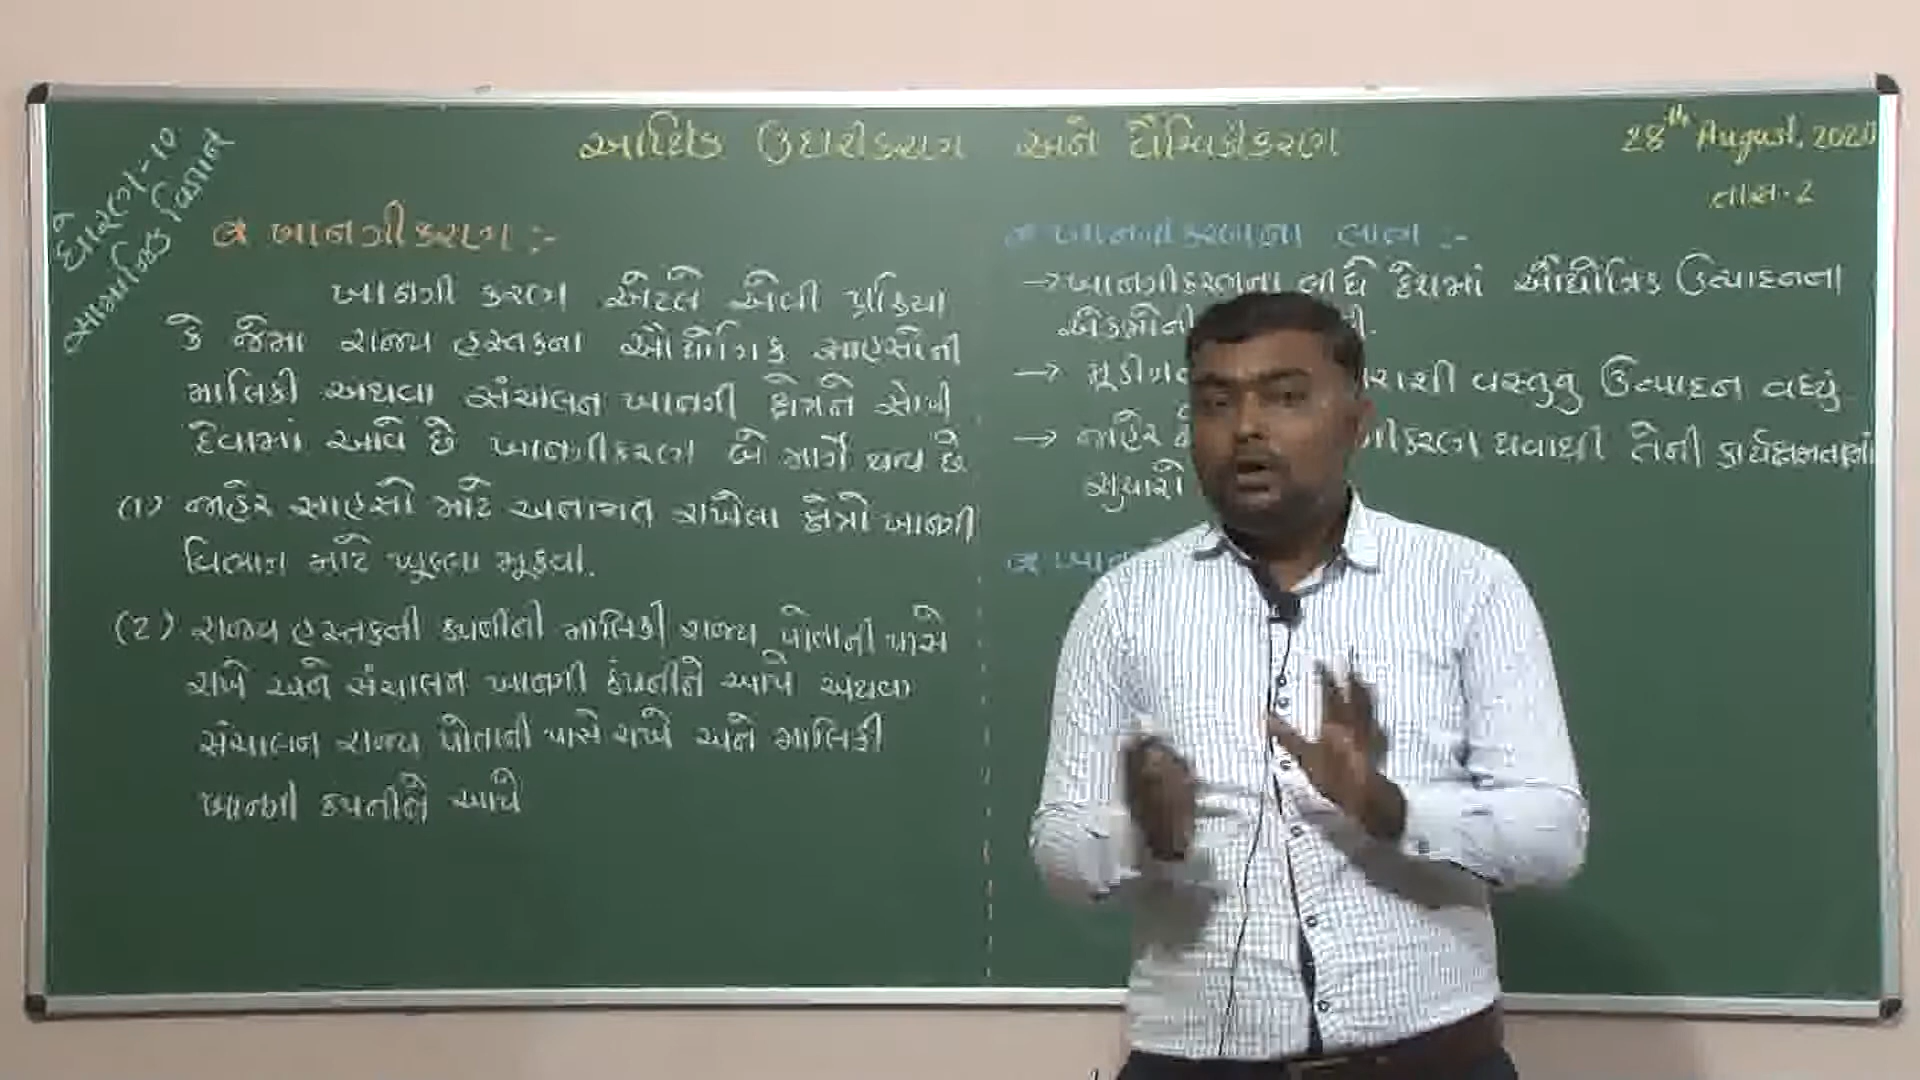 ધોરણ-10
સામાજિક વિજ્ઞાન
આર્થિક ઉદારીકરણ અને વૈશ્વિકીકરણ
28th August, 2020
તાસ-2
ખાનગીકરણ :-
ખાનગી કરણ એટલે એવી પ્રક્રિયા
કે જેમા રાજ્ય હસ્તકના ઔદ્યોગિક સાહસોની
માલિકી અથવા સંચાલન ખાનગી ક્ષેત્રને સોપી
દેવામાં આવે છે ખાનગીકરણ બે માર્ગે થાય છે
(1) જાહેર સાહસો માટે અનામત રાખેલા ક્ષેત્રો ખાનગી
વિભાગ માટે ખુલ્લા મૂકવા.
(2) રાજ્ય હસ્તકની કંપનીની માલિકી રાજ્ય પોતાની પાસે
રાખે અને સંચાલન ખાનગી કંપનીને આપે અથવા
સંચાલન રાજ્ય પોતાની પાસે રાખે અને માલિકી
ખાનગી કંપનીને આપે
ખાનગીકરણના લાભ :-
→ ખાનગીકરણના લીધે દેશમાં ઔદ્યોગિક ઉત્પાદનના
એકમોની
→ વસ્તુનુ ઉત્પાદન વધ્યું
→ જાહેર થવાથી તેની કાર્યક્ષમતામાં
સુધારો